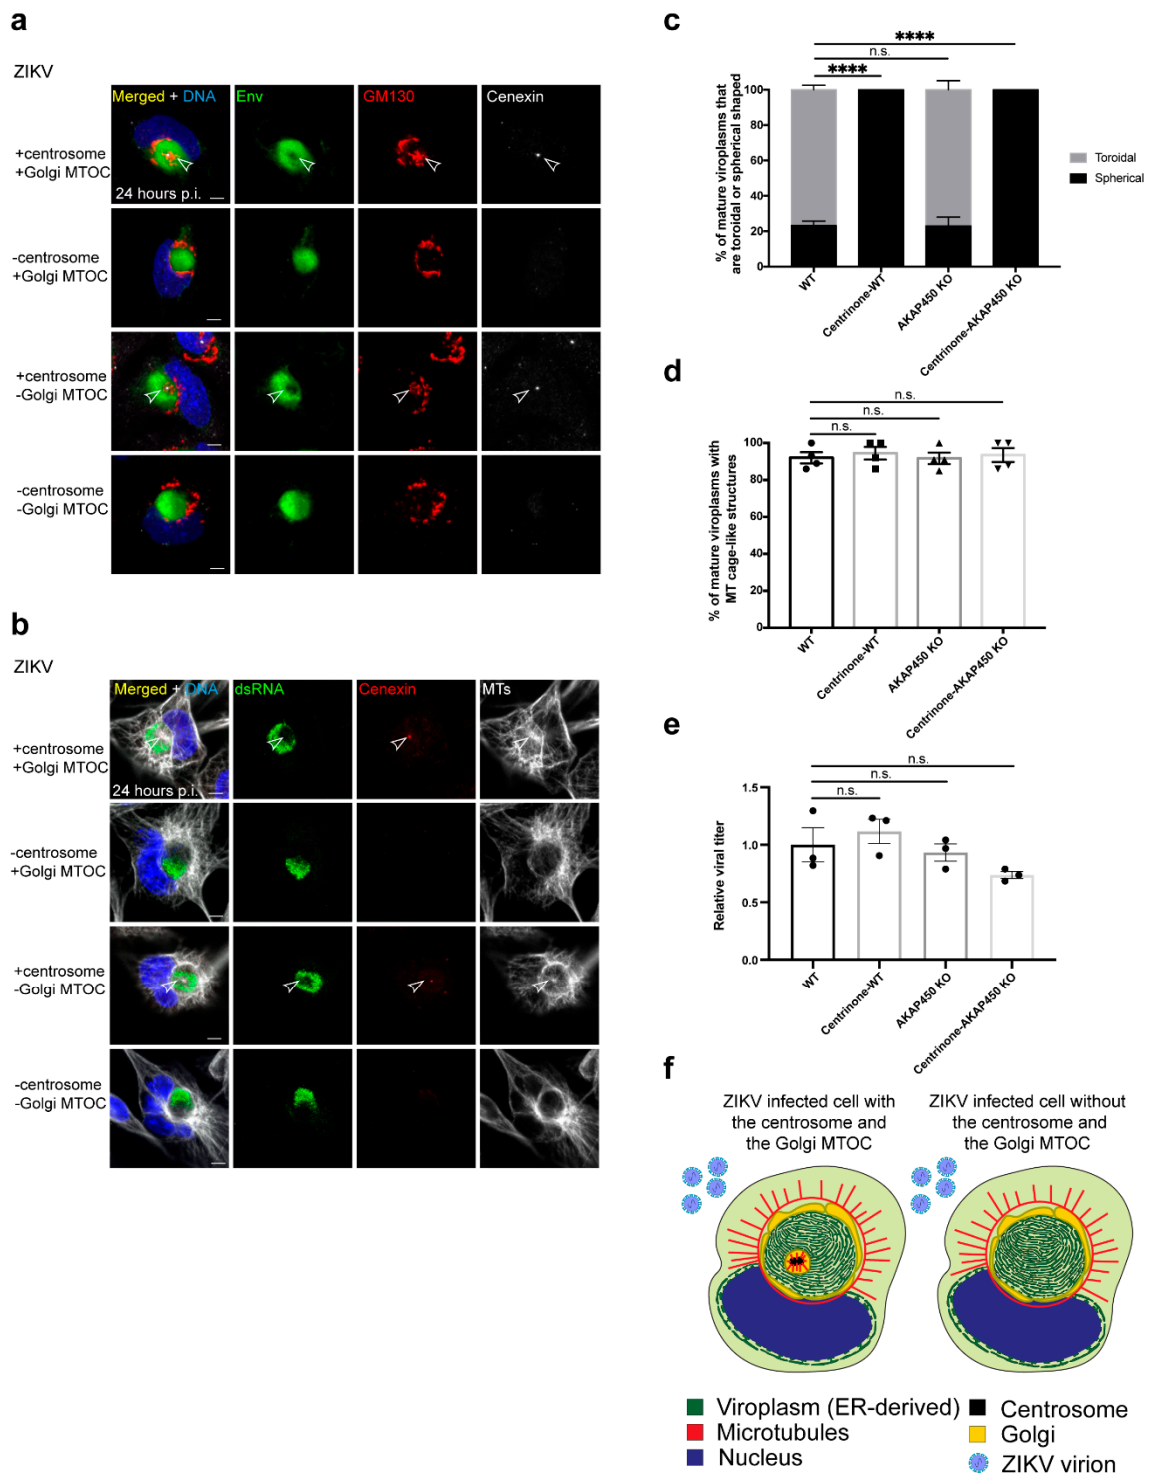 a
ZIKV
Merged + DNA
Env
GM130
Cenexin
+centrosome
+Golgi MTOC
24 hours p.i.
-centrosome
+Golgi MTOC
+centrosome
-Golgi MTOC
-centrosome
-Golgi MTOC
b
ZIKV
Merged + DNA
dsRNA
Cenexin
MTs
+centrosome
+Golgi MTOC
24 hours p.i.
-centrosome
+Golgi MTOC
+centrosome
-Golgi MTOC
-centrosome
-Golgi MTOC
c
****
n.s.
****
% of mature viroplasms that
are toroidal or spherical shaped
100
80
60
40
20
0
WT
Centrinone-WT
AKAP450 KO
Centrinone-AKAP450 KO
Toroidal
Spherical
d
n.s.
n.s.
n.s.
% of mature viroplasms with
MT cage-like structures
100
80
60
40
20
0
WT
Centrinone-WT
AKAP450 KO
Centrinone-AKAP450 KO
e
n.s.
n.s.
n.s.
Relative viral titer
1.5
1.0
0.5
0.0
WT
Centrinone-WT
AKAP450 KO
Centrinone-AKAP450 KO
f
ZIKV infected cell with
the centrosome and
the Golgi MTOC
ZIKV infected cell without
the centrosome and
the Golgi MTOC
Viroplasm (ER-derived)
Microtubules
Nucleus
Centrosome
Golgi
ZIKV virion